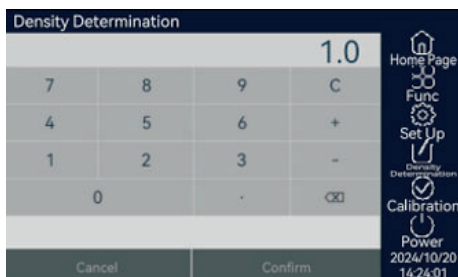 Density Determination
1.0
7 8 9 C
4 5 6 +
1 2 3 -
0 .
Cancel Confirm
Home Page
Func
Set Up
Density
Determination
Calibration
Power
2024/10/20
14:24:01